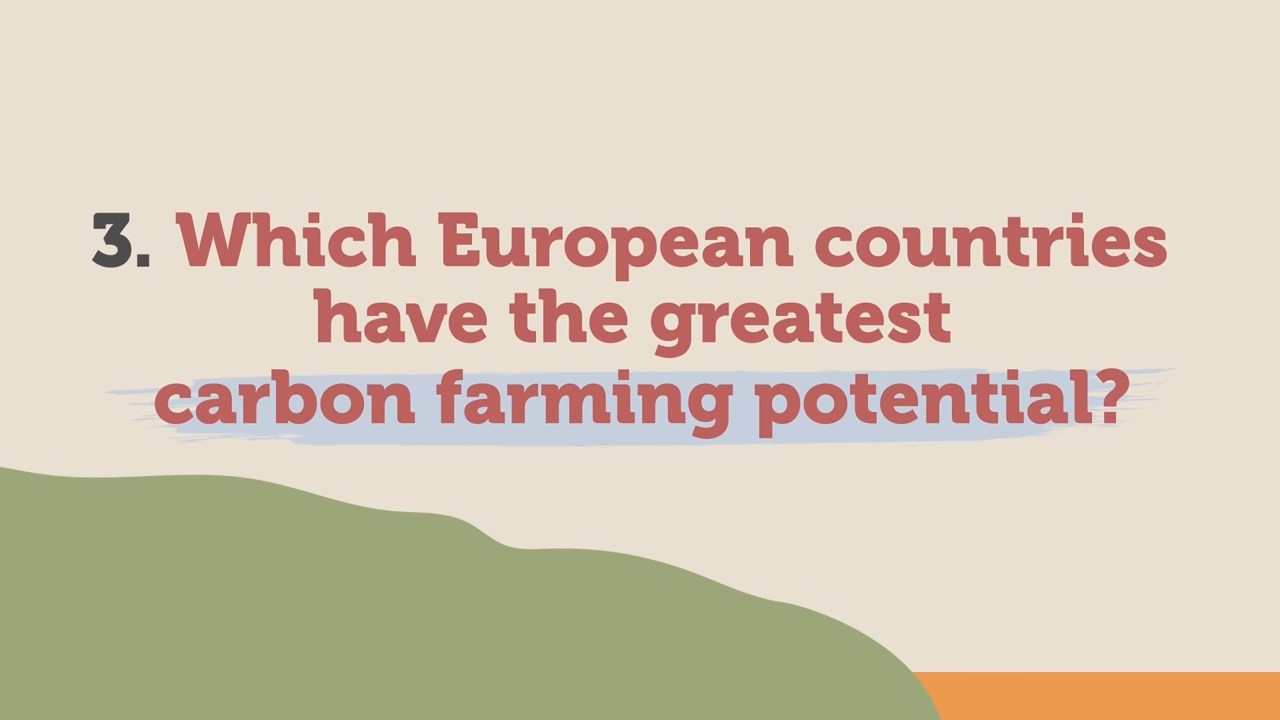 3. Which European countries
have the greatest
carbon farming potential?